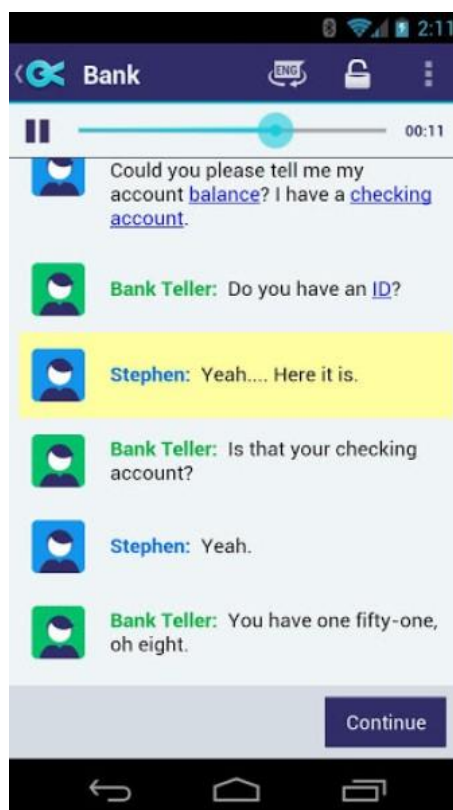 2:11
Bank
ENG
00:11
Could you please tell me my
account balance? I have a checking
account.
Bank Teller: Do you have an ID?
Stephen: Yeah.... Here it is.
Bank Teller: Is that your checking
account?
Stephen: Yeah.
Bank Teller: You have one fifty-one,
oh eight.
Continue